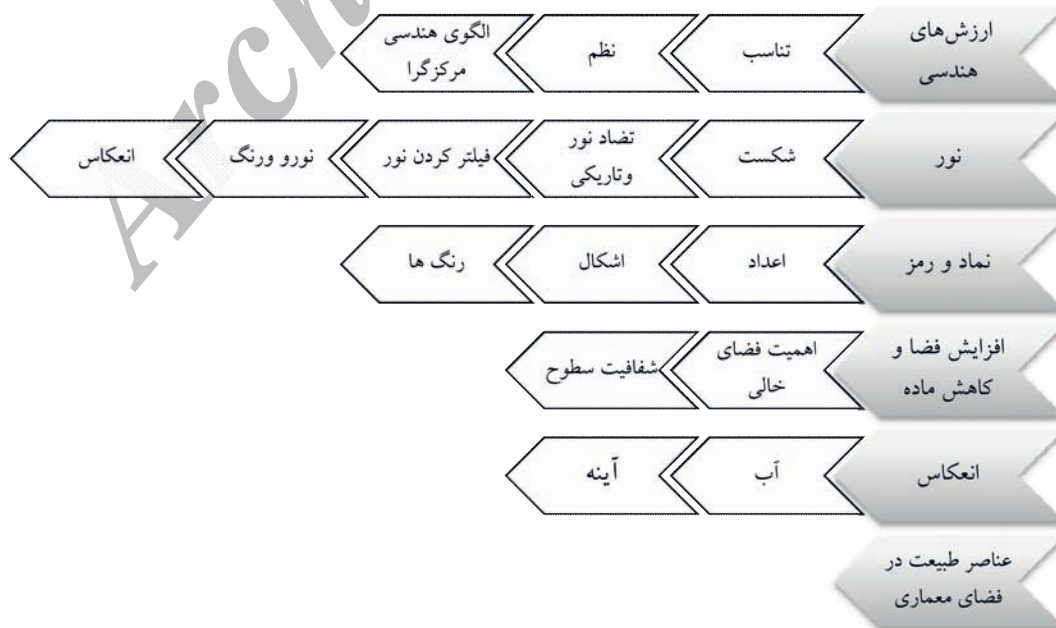 ارزش‌های
هندسی
تناسب
نظم
الگوی هندسی
مرکزگرا
نور
شکست
تضاد نور
وتاریکی
فیلتر کردن نور
نورو ورنگ
انعکاس
نماد و رمز
اعداد
اشکال
رنگ ها
افزایش فضا و
کاهش ماده
اهمیت فضای
خالی
شفافیت سطوح
انعکاس
آب
آینه
عناصر طبیعت در
فضای معماری
Arch